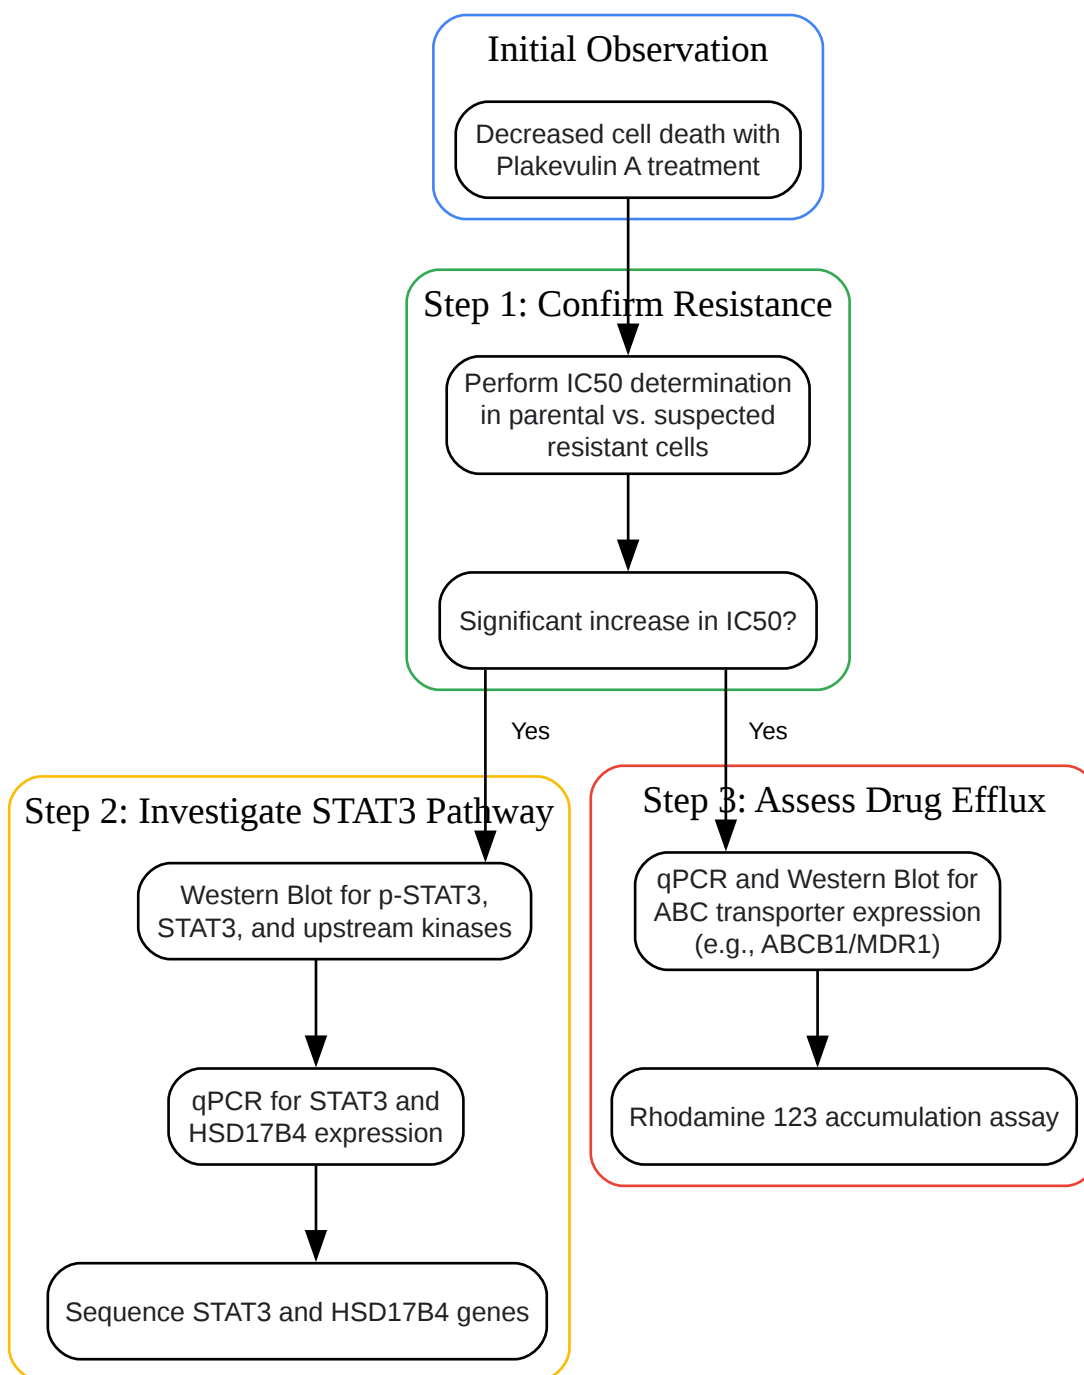 Initial Observation
Decreased cell death with
Plakevulin A treatment
Step 1: Confirm Resistance
Perform IC50 determination
in parental vs. suspected
resistant cells
Significant increase in IC50?
Yes
Yes
Step 2: Investigate STAT3 Pathway
Western Blot for p-STAT3,
STAT3, and upstream kinases
qPCR for STAT3 and
HSD17B4 expression
Sequence STAT3 and HSD17B4 genes
Step 3: Assess Drug Efflux
qPCR and Western Blot for
ABC transporter expression
(e.g., ABCB1/MDR1)
Rhodamine 123 accumulation assay